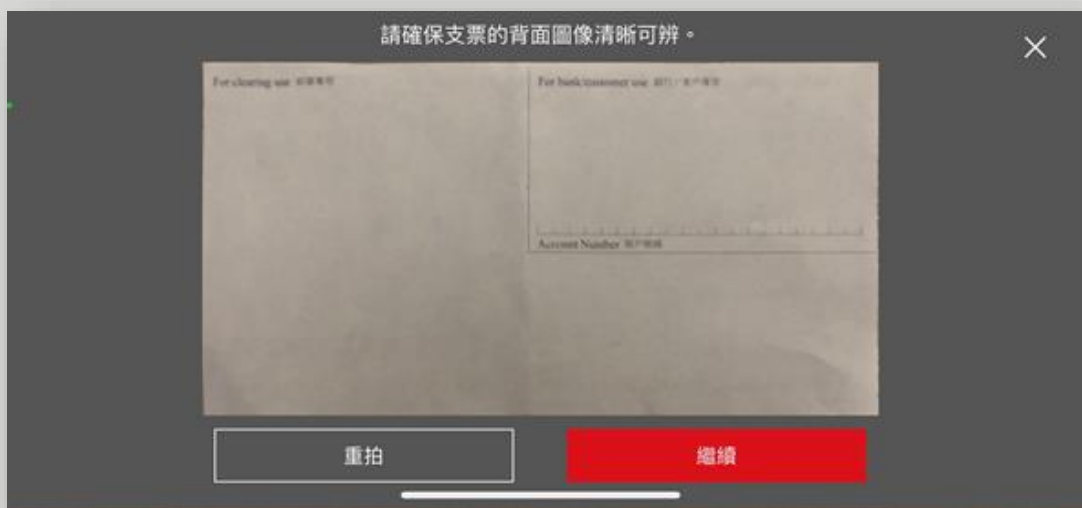 請確保支票的背面圖像清晰可辨。
For clearing use
For bank/customer use
Account Number
重拍
繼續